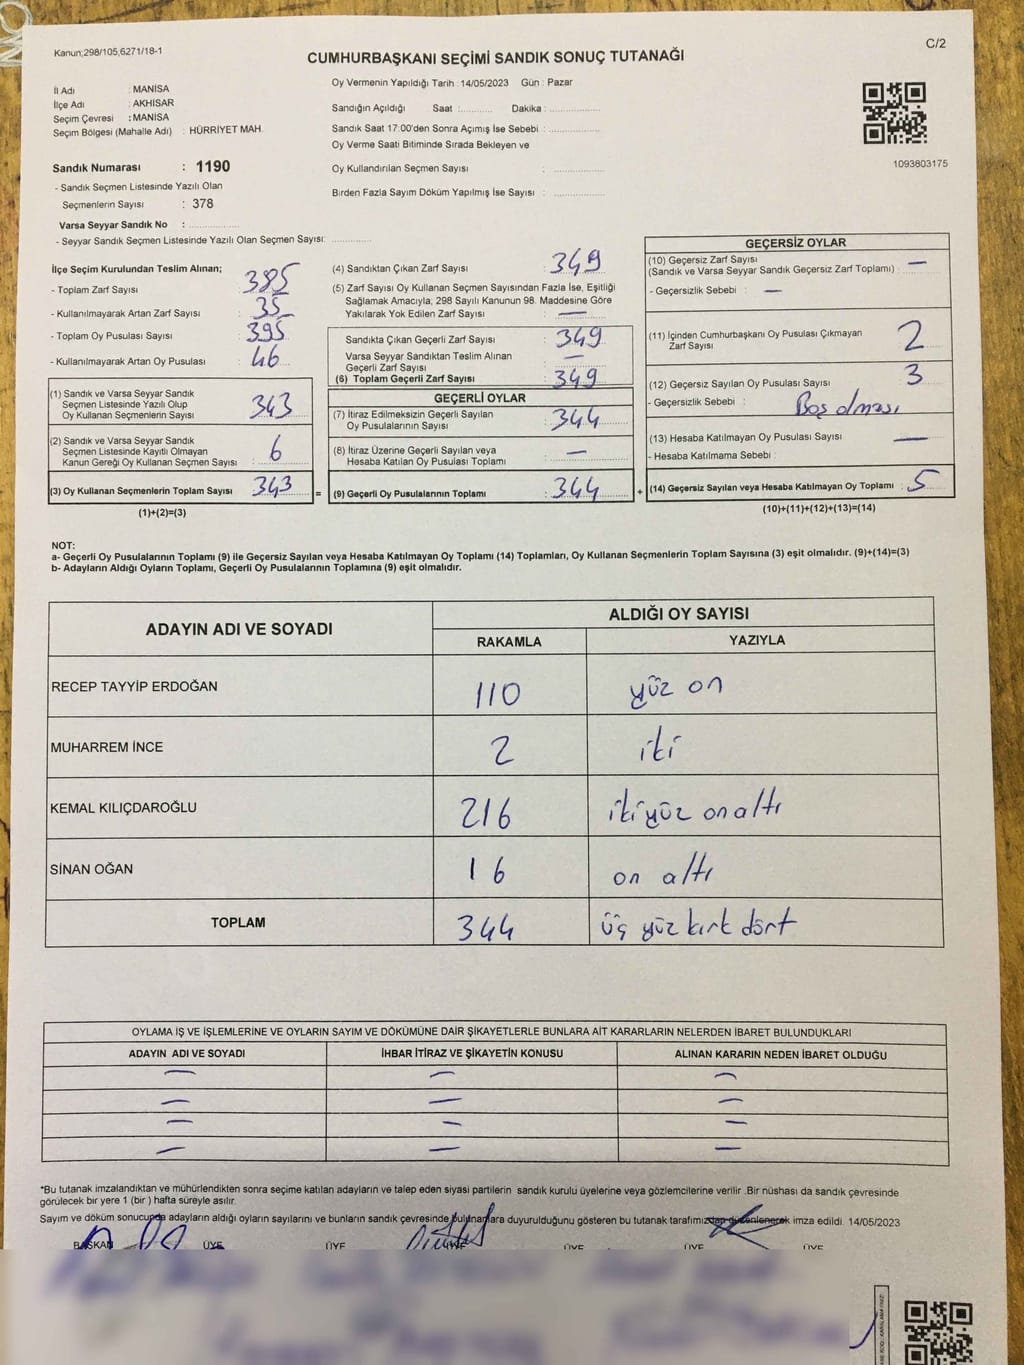 Kanun;298/105,6271/18-1
C/2
CUMHURBAŞKANI SEÇİMİ SANDIK SONUÇ TUTANAĞI
İl Adı : MANİSA
İlçe Adı : AKHİSAR
Seçim Çevresi : MANİSA
Seçim Bölgesi (Mahalle Adı) : HÜRRİYET MAH.
Sandık Numarası : 1190
- Sandık Seçmen Listesinde Yazılı Olan
Seçmenlerin Sayısı : 378
Varsa Seyyar Sandık No :
- Seyyar Sandık Seçmen Listesinde Yazılı Olan Seçmen Sayısı:
Oy Vermenin Yapıldığı Tarih : 14/05/2023 Gün : Pazar
Sandığın Açıldığı Saat : Dakika :
Sandık Saat 17:00'den Sonra Açımış İse Sebebi :
Oy Verme Saati Bitiminde Sırada Bekleyen ve
Oy Kullandırılan Seçmen Sayısı :
Birden Fazla Sayım Döküm Yapılmış İse Sayısı :
1093803175
İlçe Seçim Kurulundan Teslim Alınan;
- Toplam Zarf Sayısı : 385
- Kullanılmayarak Artan Zarf Sayısı : 35
- Toplam Oy Pusulası Sayısı : 395
- Kullanılmayarak Artan Oy Pusulası : 46
(1) Sandık ve Varsa Seyyar Sandık
Seçmen Listesinde Yazılı Olup
Oy Kullanan Seçmenlerin Sayısı : 343
(2) Sandık ve Varsa Seyyar Sandık
Seçmen Listesinde Kayıtlı Olmayan
Kanun Gereği Oy Kullanan Seçmen Sayısı : 6
(3) Oy Kullanan Seçmenlerin Toplam Sayısı : 343 =
(1)+(2)=(3)
(4) Sandıktan Çıkan Zarf Sayısı : 349
(5) Zarf Sayısı Oy Kullanan Seçmen Sayısından Fazla İse, Eşitliği
Sağlamak Amacıyla; 298 Sayılı Kanunun 98. Maddesine Göre
Yakılarak Yok Edilen Zarf Sayısı : —
Sandıkta Çıkan Geçerli Zarf Sayısı : 349
Varsa Seyyar Sandıktan Teslim Alınan
Geçerli Zarf Sayısı : —
(6) Toplam Geçerli Zarf Sayısı : 349
GEÇERLİ OYLAR
(7) İtiraz Edilmeksizin Geçerli Sayılan
Oy Pusulalarının Sayısı : 344
(8) İtiraz Üzerine Geçerli Sayılan veya
Hesaba Katılan Oy Pusulası Toplamı : —
(9) Geçerli Oy Pusulalarının Toplamı : 344 +
GEÇERSİZ OYLAR
(10) Geçersiz Zarf Sayısı
(Sandık ve Varsa Seyyar Sandık Geçersiz Zarf Toplamı) : —
- Geçersizlik Sebebi : —
(11) İçinden Cumhurbaşkanı Oy Pusulası Çıkmayan
Zarf Sayısı : 2
(12) Geçersiz Sayılan Oy Pusulası Sayısı : 3
- Geçersizlik Sebebi : Boş olması
(13) Hesaba Katılmayan Oy Pusulası Sayısı : —
- Hesaba Katılmama Sebebi :
(14) Geçersiz Sayılan veya Hesaba Katılmayan Oy Toplamı : 5
(10)+(11)+(12)+(13)=(14)
NOT:
a- Geçerli Oy Pusulalarının Toplamı (9) ile Geçersiz Sayılan veya Hesaba Katılmayan Oy Toplamı (14) Toplamları, Oy Kullanan Seçmenlerin Toplam Sayısına (3) eşit olmalıdır. (9)+(14)=(3)
b- Adayların Aldığı Oyların Toplamı, Geçerli Oy Pusulalarının Toplamına (9) eşit olmalıdır.
ADAYIN ADI VE SOYADI ALDIĞI OY SAYISI
RAKAMLA YAZIYLA
RECEP TAYYİP ERDOĞAN 110 yüz on
MUHARREM İNCE 2 iki
KEMAL KILIÇDAROĞLU 216 iki yüz on altı
SİNAN OĞAN 16 on altı
TOPLAM 344 üç yüz kırk dört
OYLAMA İŞ VE İŞLEMLERİNE VE OYLARIN SAYIM VE DÖKÜMÜNE DAİR ŞİKAYETLERLE BUNLARA AİT KARARLARIN NELERDEN İBARET BULUNDUKLARI
ADAYIN ADI VE SOYADI İHBAR İTİRAZ VE ŞİKAYETİN KONUSU ALINAN KARARIN NEDEN İBARET OLDUĞU
— — —
— — —
— — —
— — —
*Bu tutanak imzalandıktan ve mühürlendikten sonra seçime katılan adayların ve talep eden siyasi partilerin sandık kurulu üyelerine veya gözlemcilerine verilir .Bir nüshası da sandık çevresinde
görülecek bir yere 1 (bir ) hafta süreyle asılır.
Sayım ve döküm sonucunda adayların aldığı oyların sayılarını ve bunların sandık çevresinde bulunanlara duyurulduğunu gösteren bu tutanak tarafımızdan düzenlenerek imza edildi. 14/05/2023
BAŞKAN ÜYE ÜYE ÜYE ÜYE ÜYE ÜYE